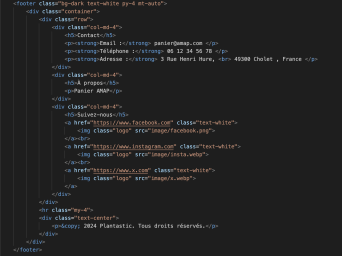 <footer class="bg-dark text-white py-4 mt-auto">
<div class="container">
<div class="row">
<div class="col-md-4">
<h5>Contact</h5>
<p><strong>Email :</strong> panier@amap.com </p>
<p><strong>Téléphone :</strong> 06 12 34 56 78 </p>
<p><strong>Adresse :</strong> 3 Rue Henri Hure, <br> 49300 Cholet , France </p>
</div>
<div class="col-md-4">
<h5>À propos</h5>
<p>Panier AMAP</p>
</div>
<div class="col-md-4">
<h5>Suivez-nous</h5>
<a href="https://www.facebook.com" class="text-white">
<img class="logo" src="image/facebook.png">
</a><br>
<a href="https://www.instagram.com" class="text-white">
<img class="logo" src="image/insta.webp">
</a><br>
<a href="https://www.x.com" class="text-white">
<img class="logo" src="image/x.webp">
</a>
</div>
</div>
<hr class="my-4">
<div class="text-center">
<p>&copy; 2024 Plantastic. Tous droits réservés.</p>
</div>
</div>
</footer>